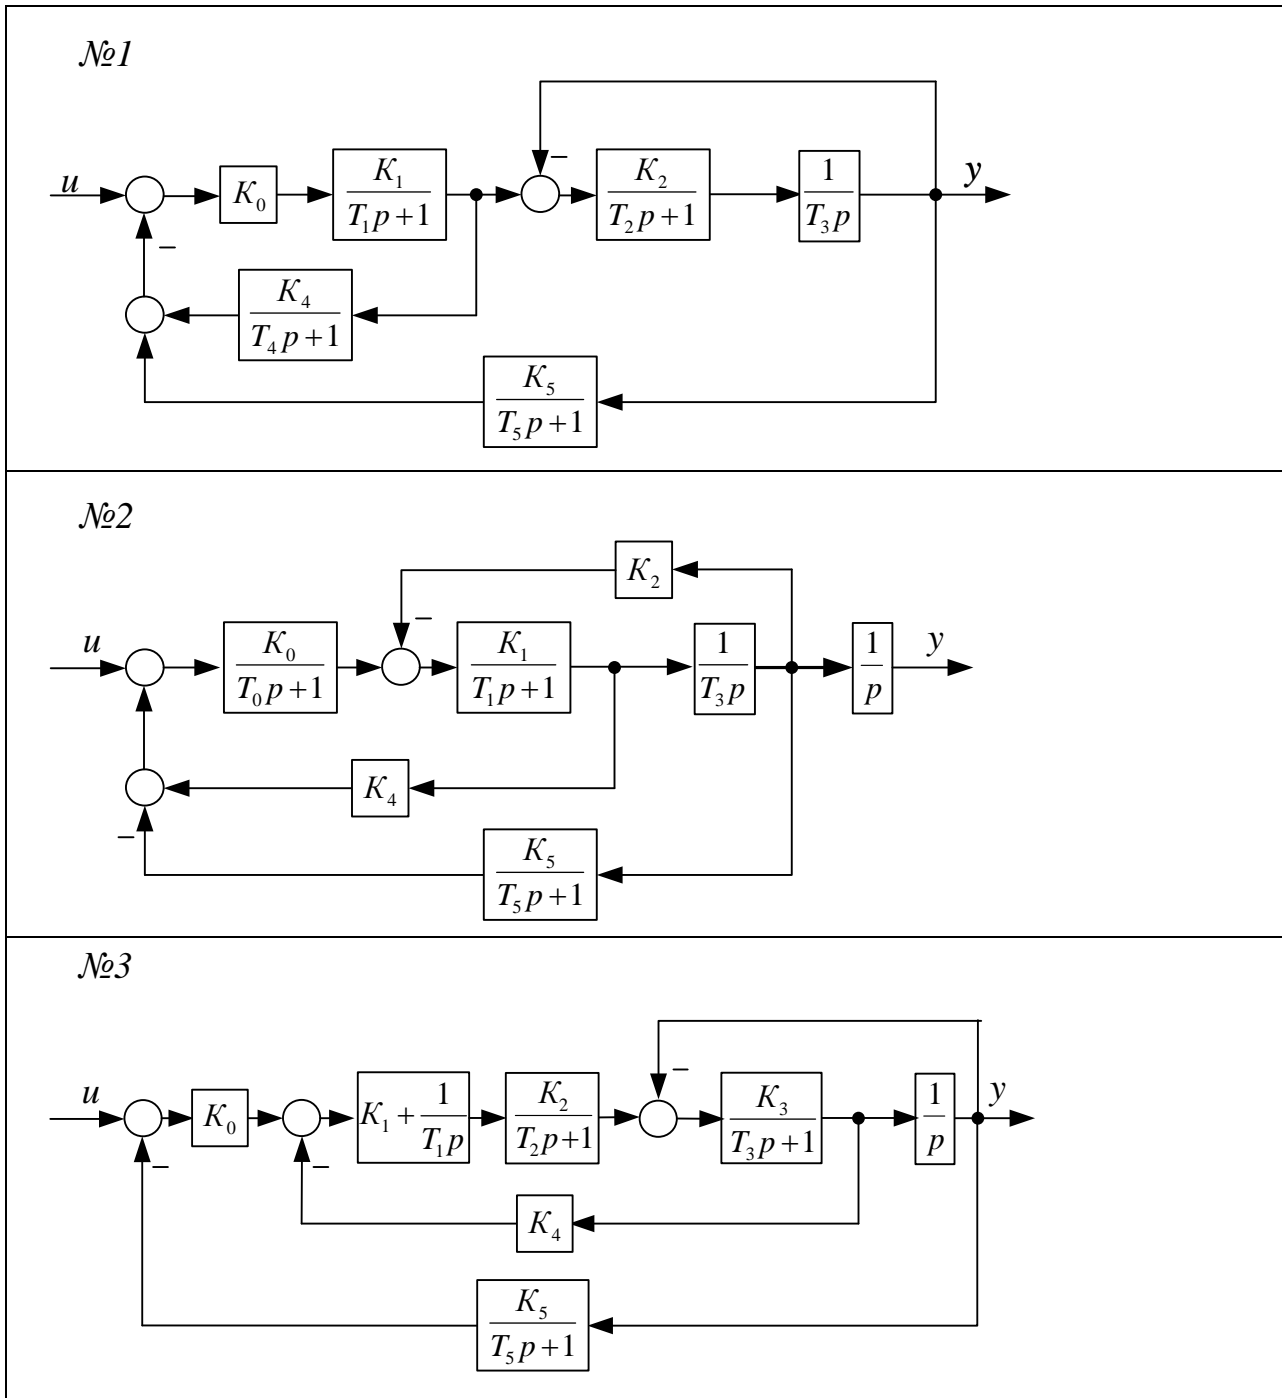 №1
u
K₀
K₁
T₁p+1
−
K₂
T₂p+1
1
T₃p
y
−
K₄
T₄p+1
K₅
T₅p+1
№2
K₂
−
u
K₀
T₀p+1
K₁
T₁p+1
1
T₃p
1
p
y
K₄
−
K₅
T₅p+1
№3
−
u
K₀
K₁+
1
T₁p
K₂
T₂p+1
K₃
T₃p+1
1
p
y
−
−
K₄
K₅
T₅p+1